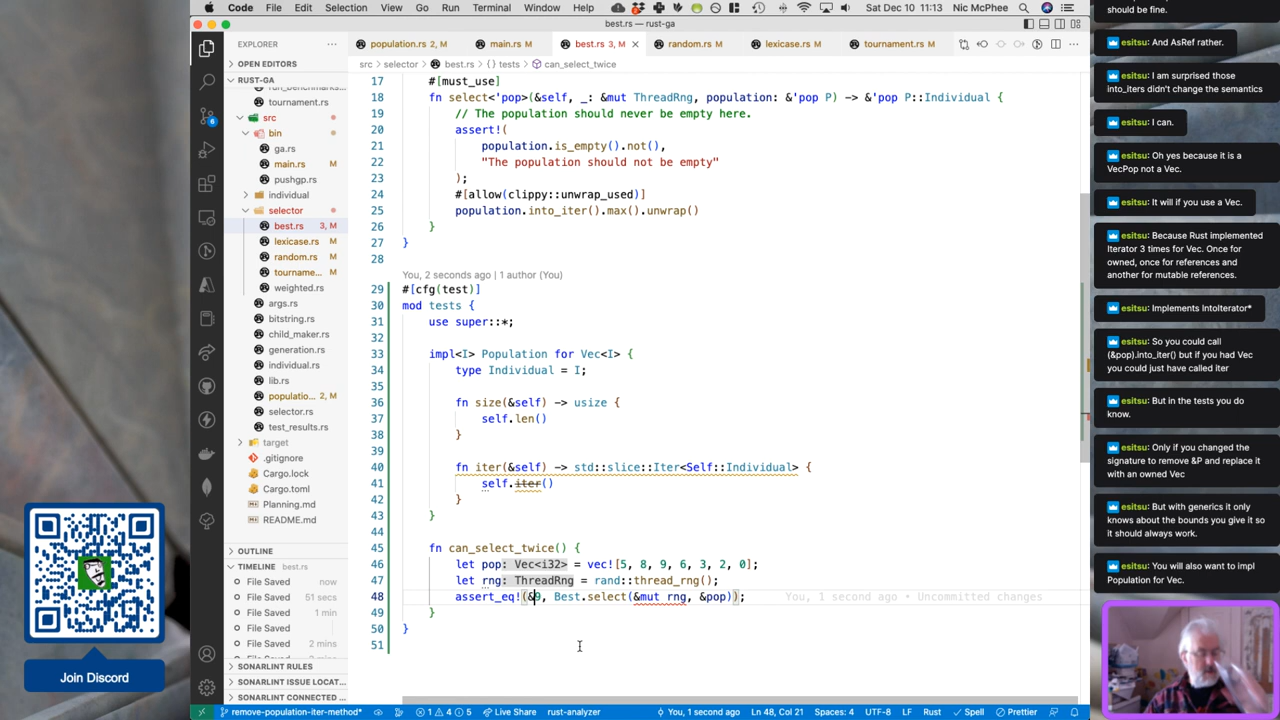 Code File Edit Selection View Go Run Terminal Window Help
Sat Dec 10 11:13 Nic McPhee
best.rs — rust-ga
EXPLORER
OPEN EDITORS
RUST-GA
run_benchmarks
tournament.rs
src
bin
ga.rs
main.rs M
pushgp.rs
individual
selector
best.rs 3, M
lexicase.rs M
random.rs M
tourname... M
weighted.rs
args.rs
bitstring.rs
child_maker.rs
generation.rs
individual.rs
lib.rs
populatio... 2, M
selector.rs
test_results.rs
target
.gitignore
Cargo.lock
Cargo.toml
Planning.md
README.md
OUTLINE
TIMELINE best.rs
File Saved now
File Saved 51 secs
File Saved 1 min
File Saved
File Saved 2 mins
File Saved
SONARLINT RULES
SONARLINT ISSUE LOCAT...
SONARLINT CONNECTED ...
population.rs 2, M main.rs M best.rs 3, M random.rs M lexicase.rs M tournament.rs M
src > selector > best.rs > {} tests > can_select_twice
17 #[must_use]
18 fn select<'pop>(&self, _: &mut ThreadRng, population: &'pop P) -> &'pop P::Individual {
19 // The population should never be empty here.
20 assert!(
21 population.is_empty().not(),
22 "The population should not be empty"
23 );
24 #[allow(clippy::unwrap_used)]
25 population.into_iter().max().unwrap()
26 }
27 }
28
You, 2 seconds ago | 1 author (You)
29 #[cfg(test)]
30 mod tests {
31 use super::*;
32
33 impl<I> Population for Vec<I> {
34 type Individual = I;
35
36 fn size(&self) -> usize {
37 self.len()
38 }
39
40 fn iter(&self) -> std::slice::Iter<Self::Individual> {
41 self.iter()
42 }
43 }
44
45 fn can_select_twice() {
46 let pop: Vec<i32> = vec![5, 8, 9, 6, 3, 2, 0];
47 let rng: ThreadRng = rand::thread_rng();
48 assert_eq!(&9, Best.select(&mut rng, &pop)); You, 1 second ago • Uncommitted changes
49 }
50 }
51
remove-population-iter-method* 1 4 5 Live Share rust-analyzer You, 1 second ago Ln 48, Col 21 Spaces: 4 UTF-8 LF Rust Spell Prettier
Join Discord
should be fine.
esitsu: And AsRef rather.
esitsu: I am surprised those
into_iters didn't change the semantics
esitsu: I can.
esitsu: Oh yes because it is a
VecPop not a Vec.
esitsu: It will if you use a Vec.
esitsu: Because Rust implemented
Iterator 3 times for Vec. Once for
owned, once for references and
another for mutable references.
esitsu: Implements IntoIterator*
esitsu: So you could call
(&pop).into_iter() but if you had Vec
you could just have called iter
esitsu: But in the tests you do
know.
esitsu: Only if you changed the
signature to remove &P and replace it
with an owned Vec
esitsu: But with generics it only
knows about the bounds you give it so
it should always work.
esitsu: You will also want to impl
Population for Vec.